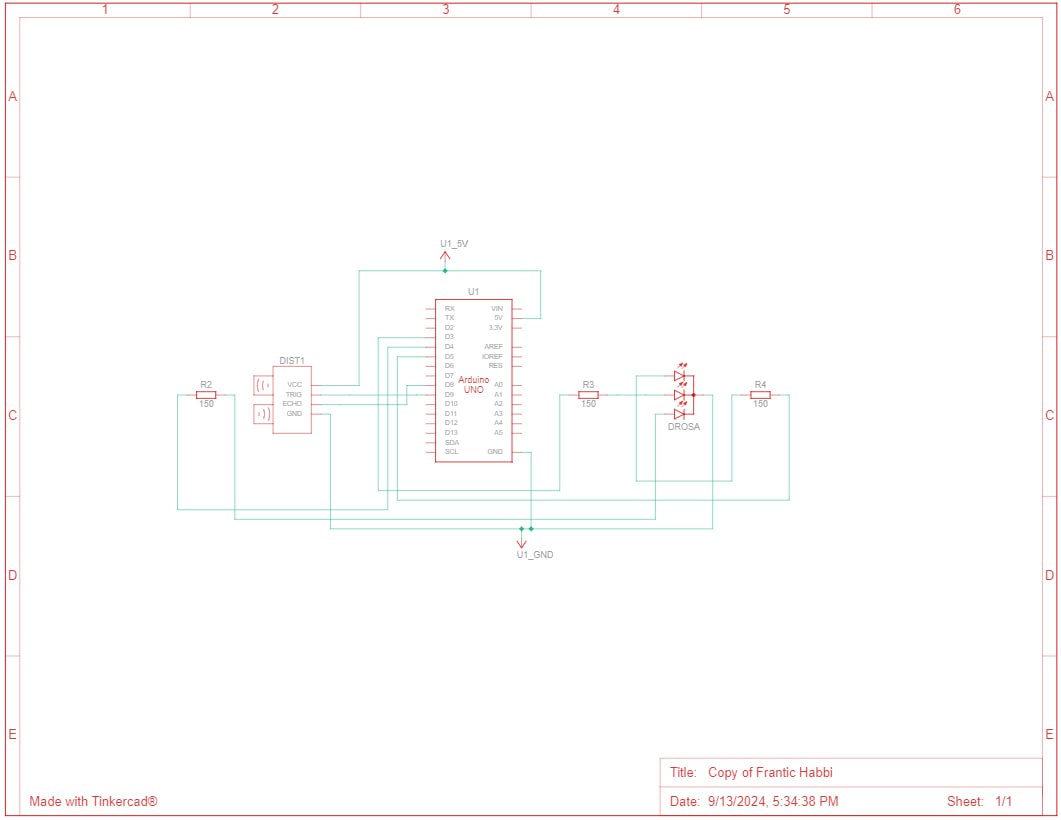 1 2 3 4 5 6
A A
U1_5V
B B
U1
RX VIN
TX 5V
D2 3.3V
D3
D4 AREF
D5 IOREF
D6 RES
D7
D8 A0
D9 A1
D10 A2
D11 A3
D12 A4
D13 A5
SDA
SCL GND
Arduino
UNO
DIST1
VCC
TRIG
ECHO
GND
R2
150
R3
150
DROSA
R4
150
C C
U1_GND
D D
E E
Title: Copy of Frantic Habbi
Made with Tinkercad®
Date: 9/13/2024, 5:34:38 PM Sheet: 1/1